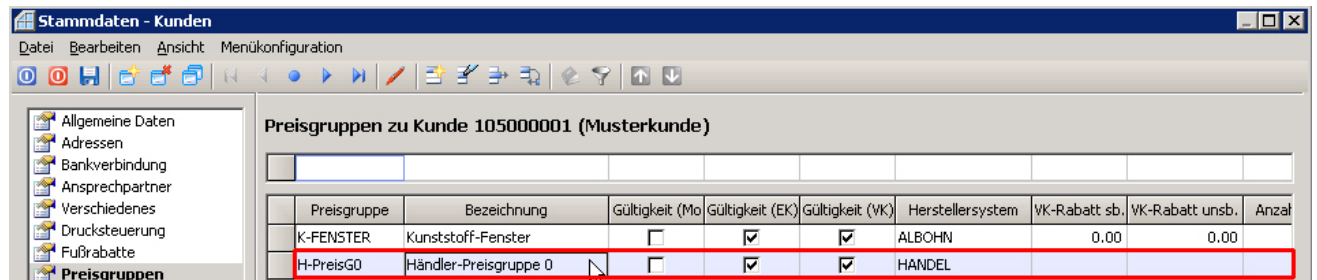 Stammdaten - Kunden
Datei Bearbeiten Ansicht Menükonfiguration
Allgemeine Daten
Adressen
Bankverbindung
Ansprechpartner
Verschiedenes
Drucksteuerung
Fußrabatte
Preisgruppen
Preisgruppen zu Kunde 105000001 (Musterkunde)
Preisgruppe Bezeichnung Gültigkeit (Mo Gültigkeit (EK) Gültigkeit (VK) Herstellersystem VK-Rabatt sb. VK-Rabatt unsb. Anzah
K-FENSTER Kunststoff-Fenster ALBOHN 0.00 0.00
H-PreisG0 Händler-Preisgruppe 0 HANDEL